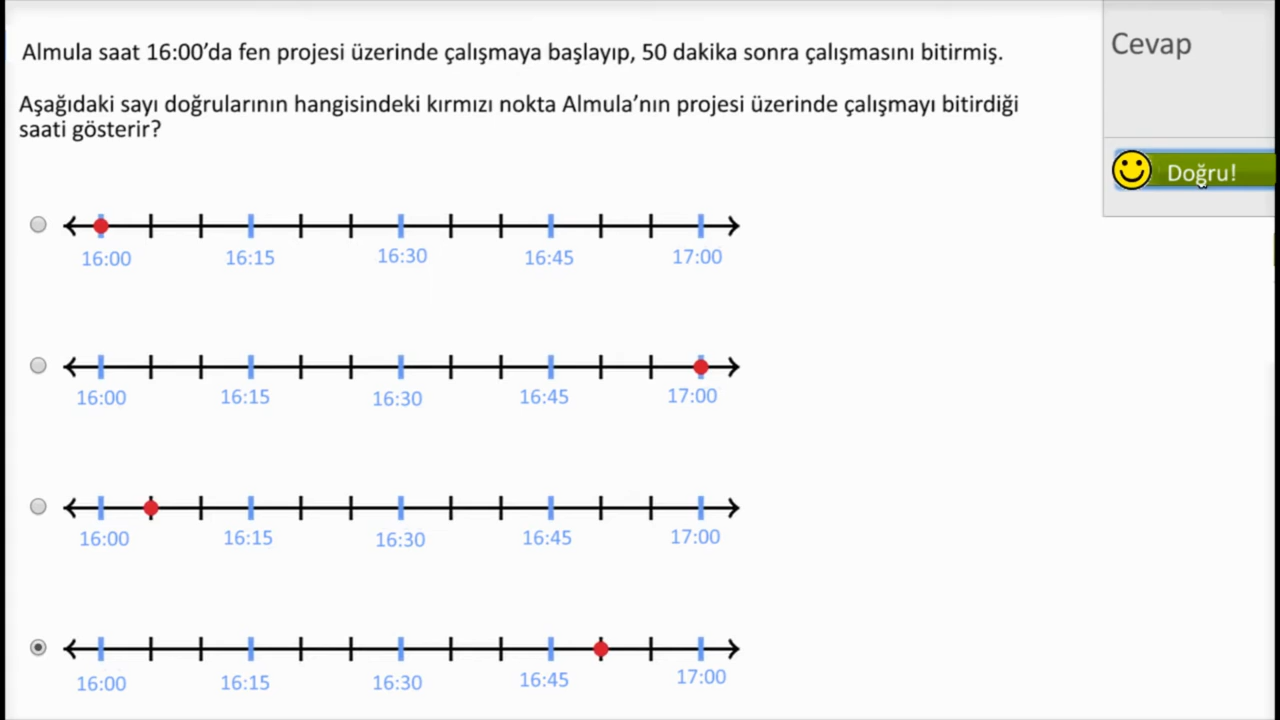 Almula saat 16:00’da fen projesi üzerinde çalışmaya başlayıp, 50 dakika sonra çalışmasını bitirmiş.
Aşağıdaki sayı doğrularının hangisindeki kırmızı nokta Almula’nın projesi üzerinde çalışmayı bitirdiği
saati gösterir?
Cevap
Doğru!
16:00 16:15 16:30 16:45 17:00
16:00 16:15 16:30 16:45 17:00
16:00 16:15 16:30 16:45 17:00
16:00 16:15 16:30 16:45 17:00